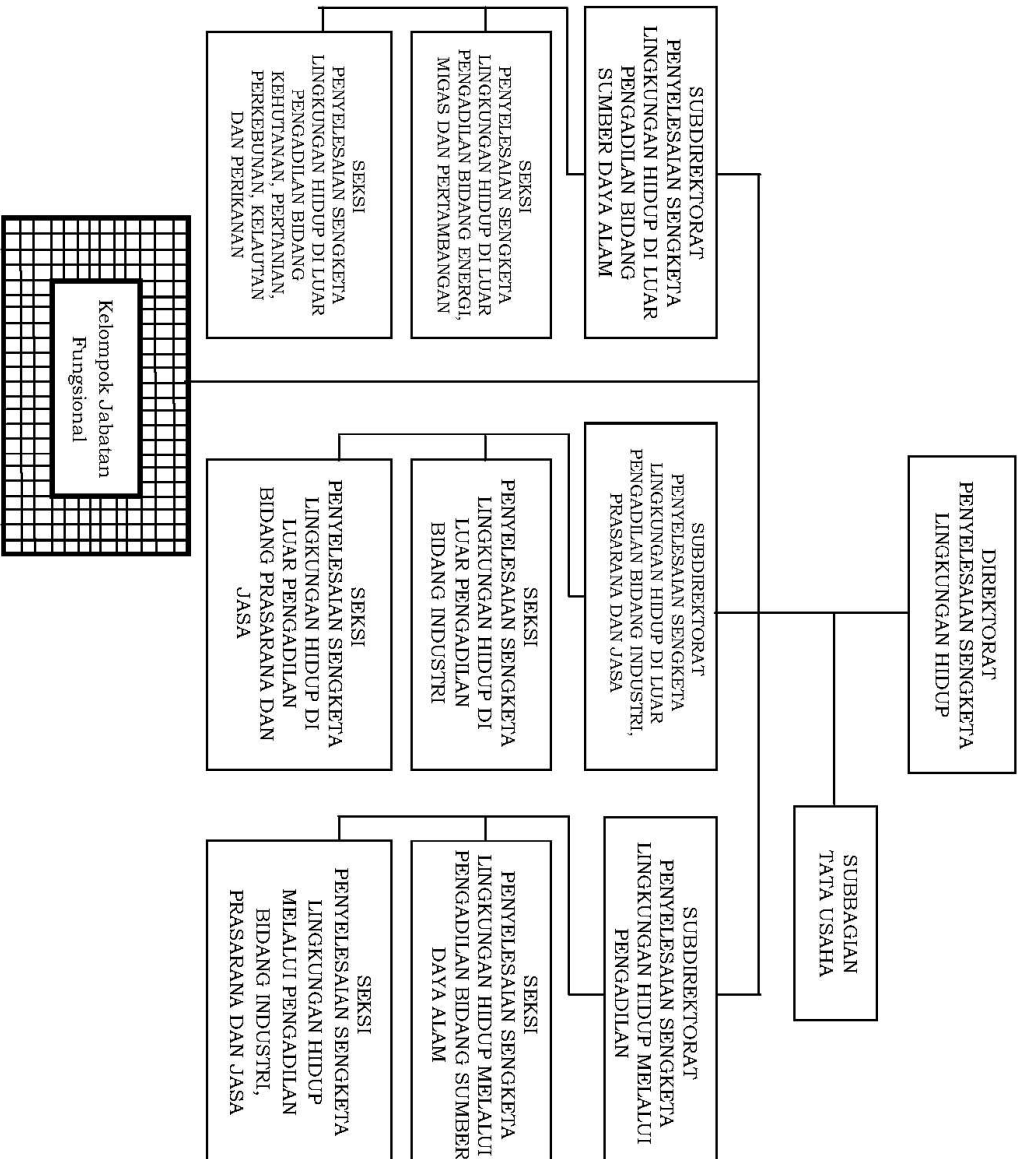 DIREKTORAT
PENYELESAIAN SENGKETA
LINGKUNGAN HIDUP
SUBBAGIAN
TATA USAHA
SUBDIREKTORAT
PENYELESAIAN SENGKETA
LINGKUNGAN HIDUP DI LUAR
PENGADILAN BIDANG
SUMBER DAYA ALAM
SEKSI
PENYELESAIAN SENGKETA
LINGKUNGAN HIDUP DI LUAR
PENGADILAN BIDANG ENERGI,
MIGAS DAN PERTAMBANGAN
SEKSI
PENYELESAIAN SENGKETA
LINGKUNGAN HIDUP DI LUAR
PENGADILAN BIDANG
KEHUTANAN, PERTANIAN,
PERKEBUNAN, KELAUTAN
DAN PERIKANAN
SUBDIREKTORAT
PENYELESAIAN SENGKETA
LINGKUNGAN HIDUP DI LUAR
PENGADILAN BIDANG INDUSTRI,
PRASARANA DAN JASA
SEKSI
PENYELESAIAN SENGKETA
LINGKUNGAN HIDUP DI
LUAR PENGADILAN
BIDANG INDUSTRI
SEKSI
PENYELESAIAN SENGKETA
LINGKUNGAN HIDUP DI
LUAR PENGADILAN
BIDANG PRASARANA DAN
JASA
SUBDIREKTORAT
PENYELESAIAN SENGKETA
LINGKUNGAN HIDUP MELALUI
PENGADILAN
SEKSI
PENYELESAIAN SENGKETA
LINGKUNGAN HIDUP MELALUI
PENGADILAN BIDANG SUMBER
DAYA ALAM
SEKSI
PENYELESAIAN SENGKETA
LINGKUNGAN HIDUP
MELALUI PENGADILAN
BIDANG INDUSTRI,
PRASARANA DAN JASA
Kelompok Jabatan
Fungsional